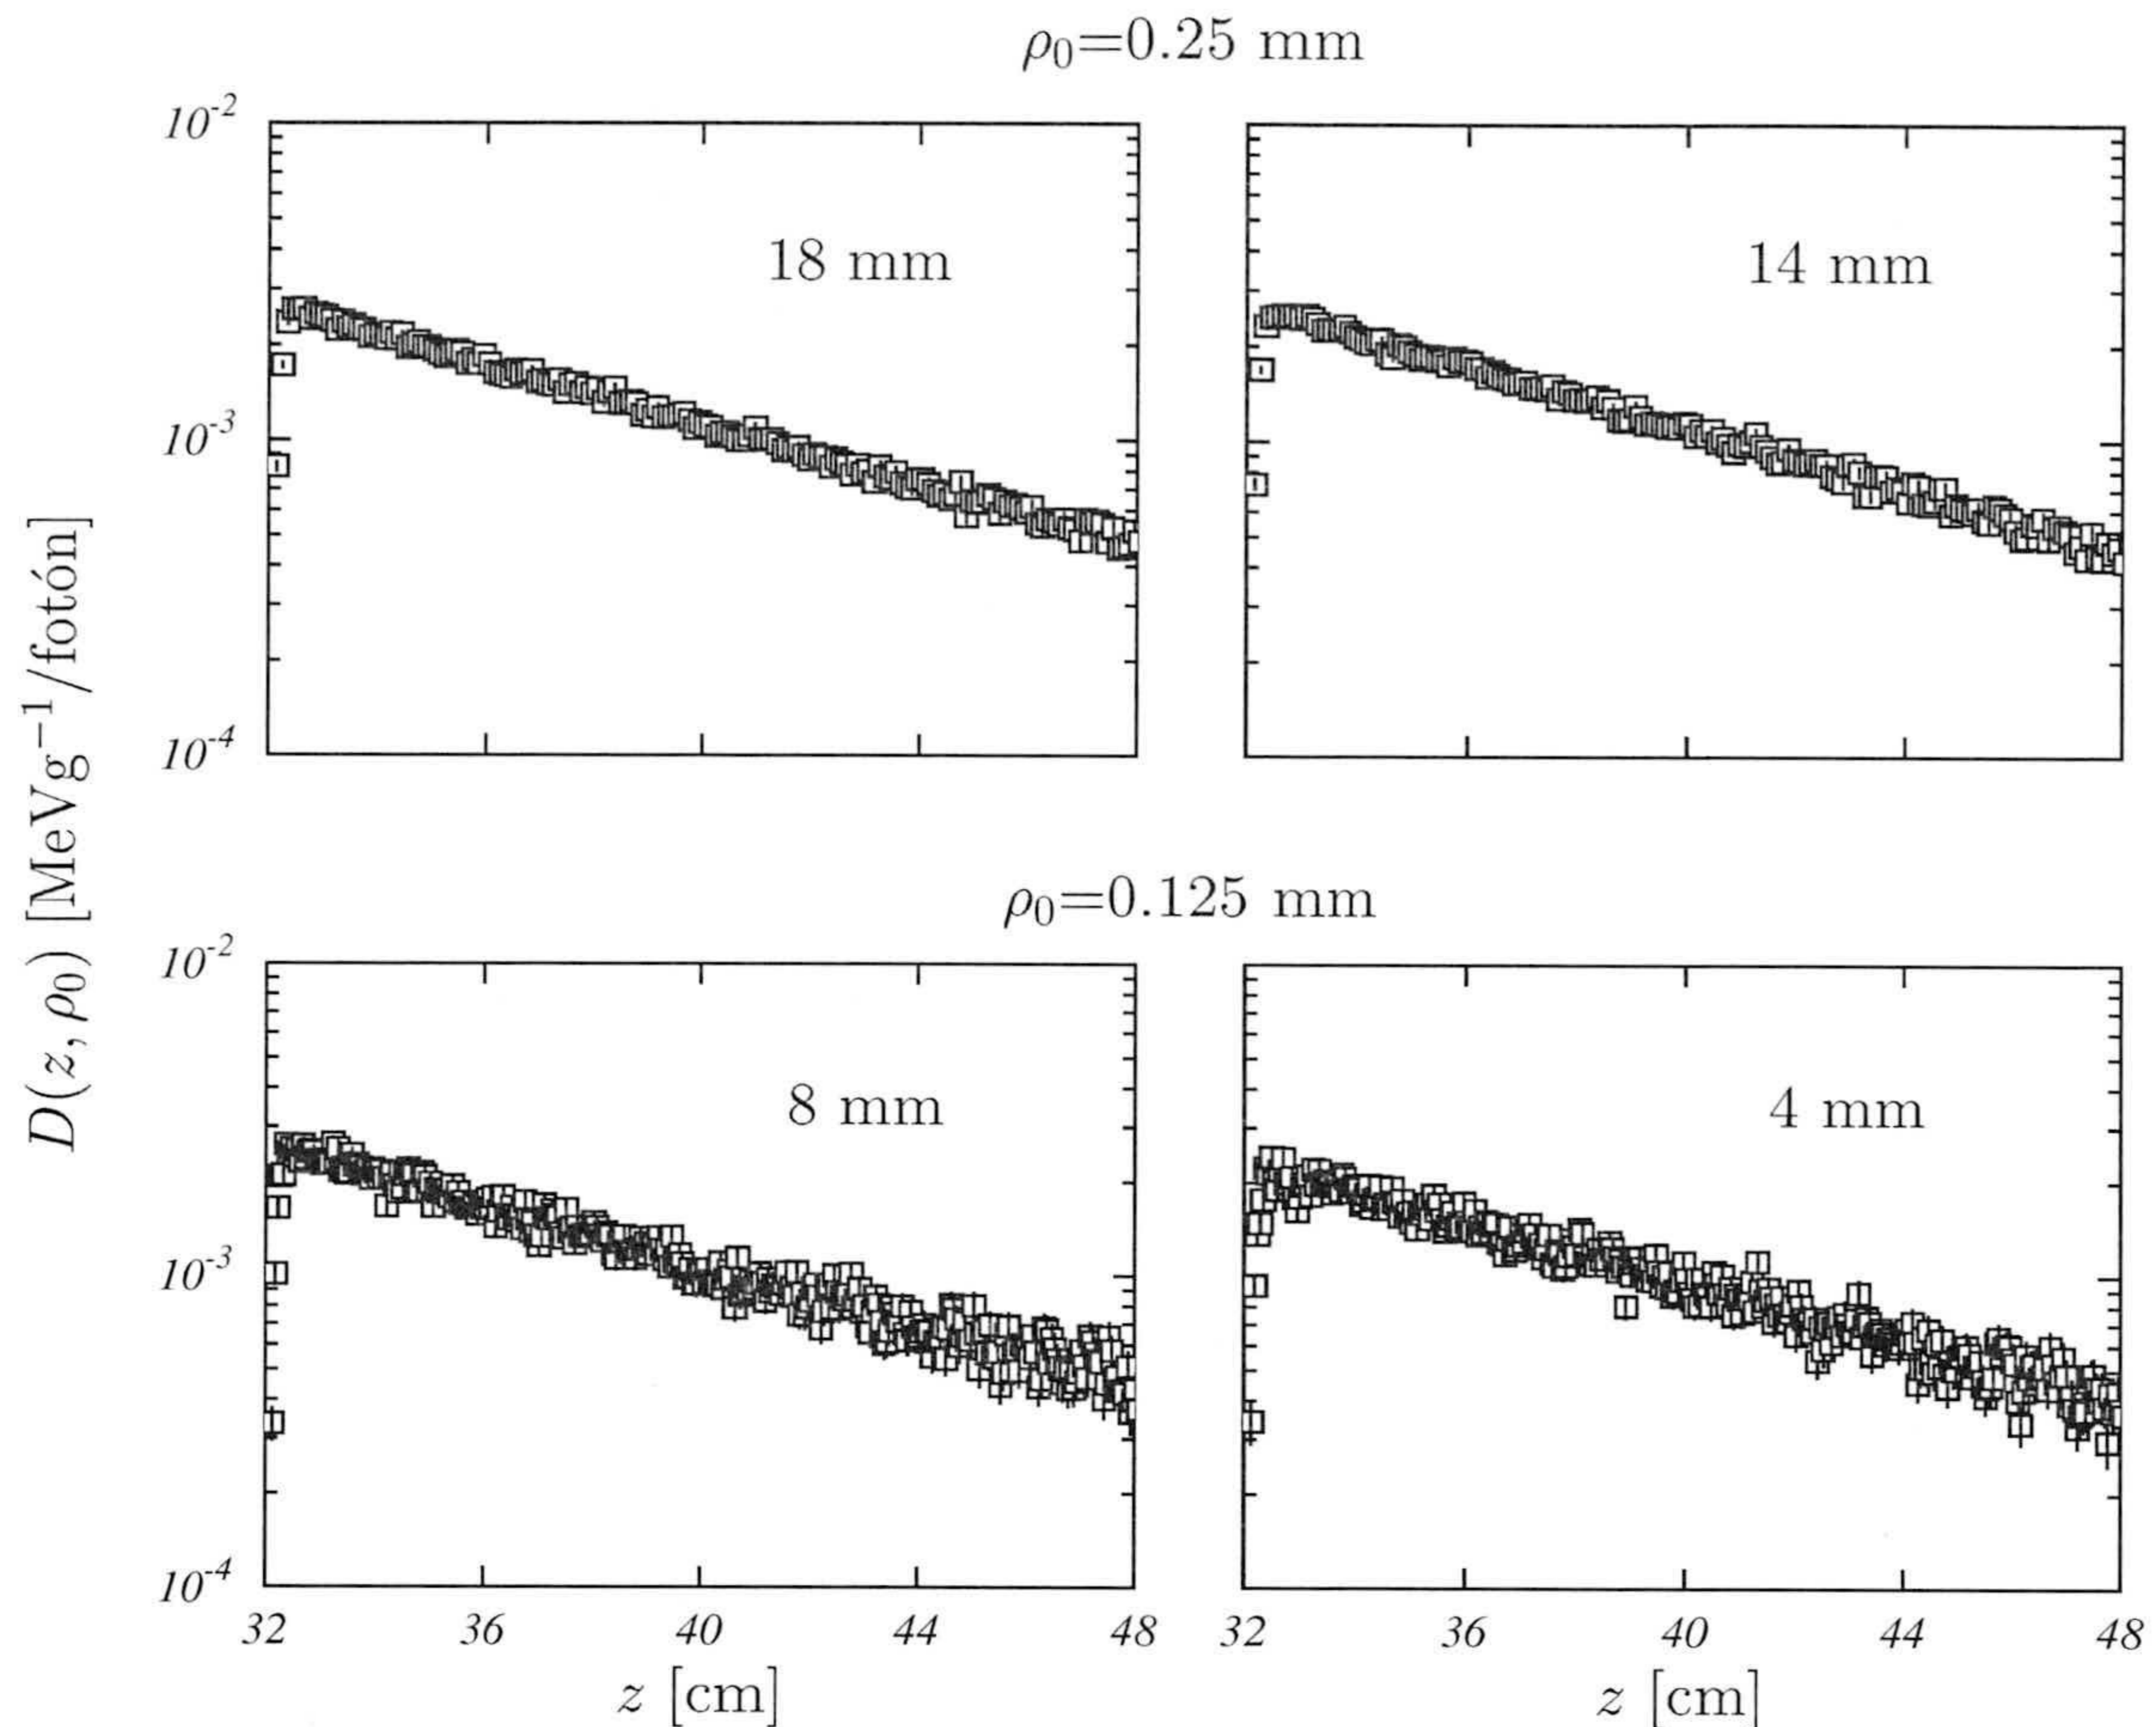 ρ₀=0.25 mm
10⁻²
18 mm
14 mm
10⁻³
10⁻⁴
D(z, ρ₀) [MeVg⁻¹/fotón]
ρ₀=0.125 mm
10⁻²
8 mm
4 mm
10⁻³
10⁻⁴
32 36 40 44 48 32 36 40 44 48
z [cm] z [cm]